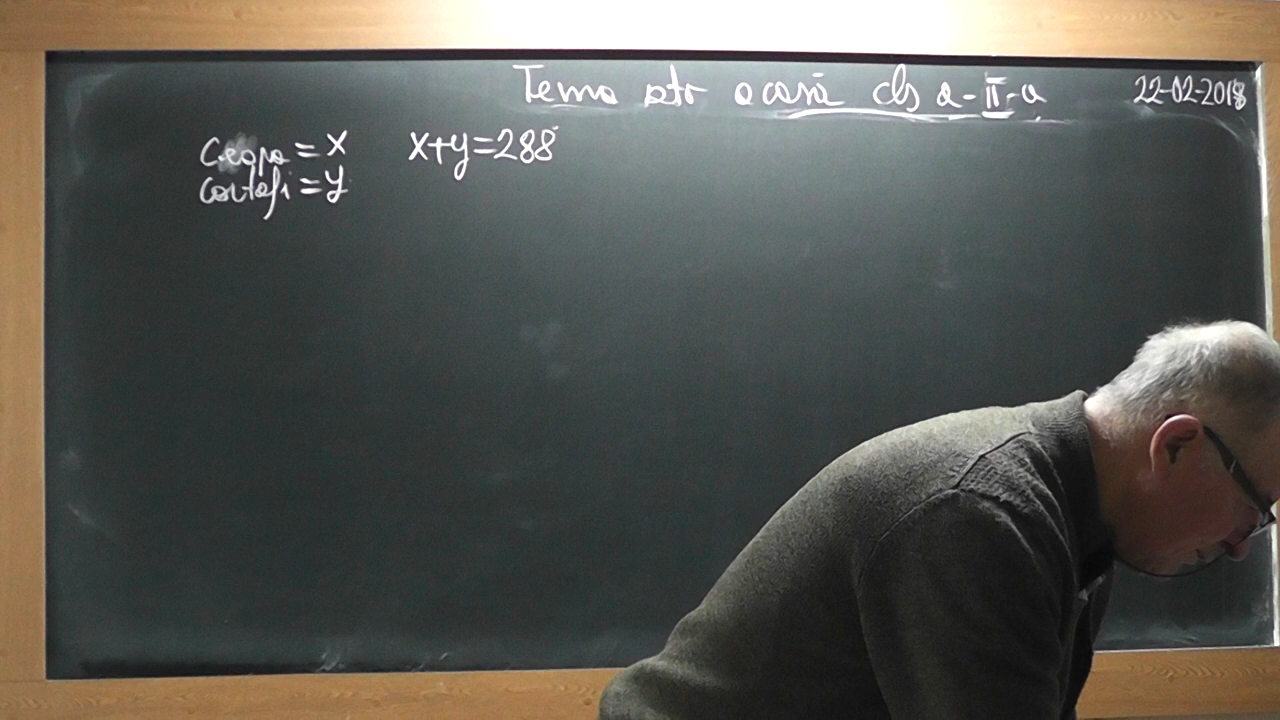 Tema ptr acasă cls a-II-a 22-02-2018
Ceapa = x x+y=288
Cartofi = y